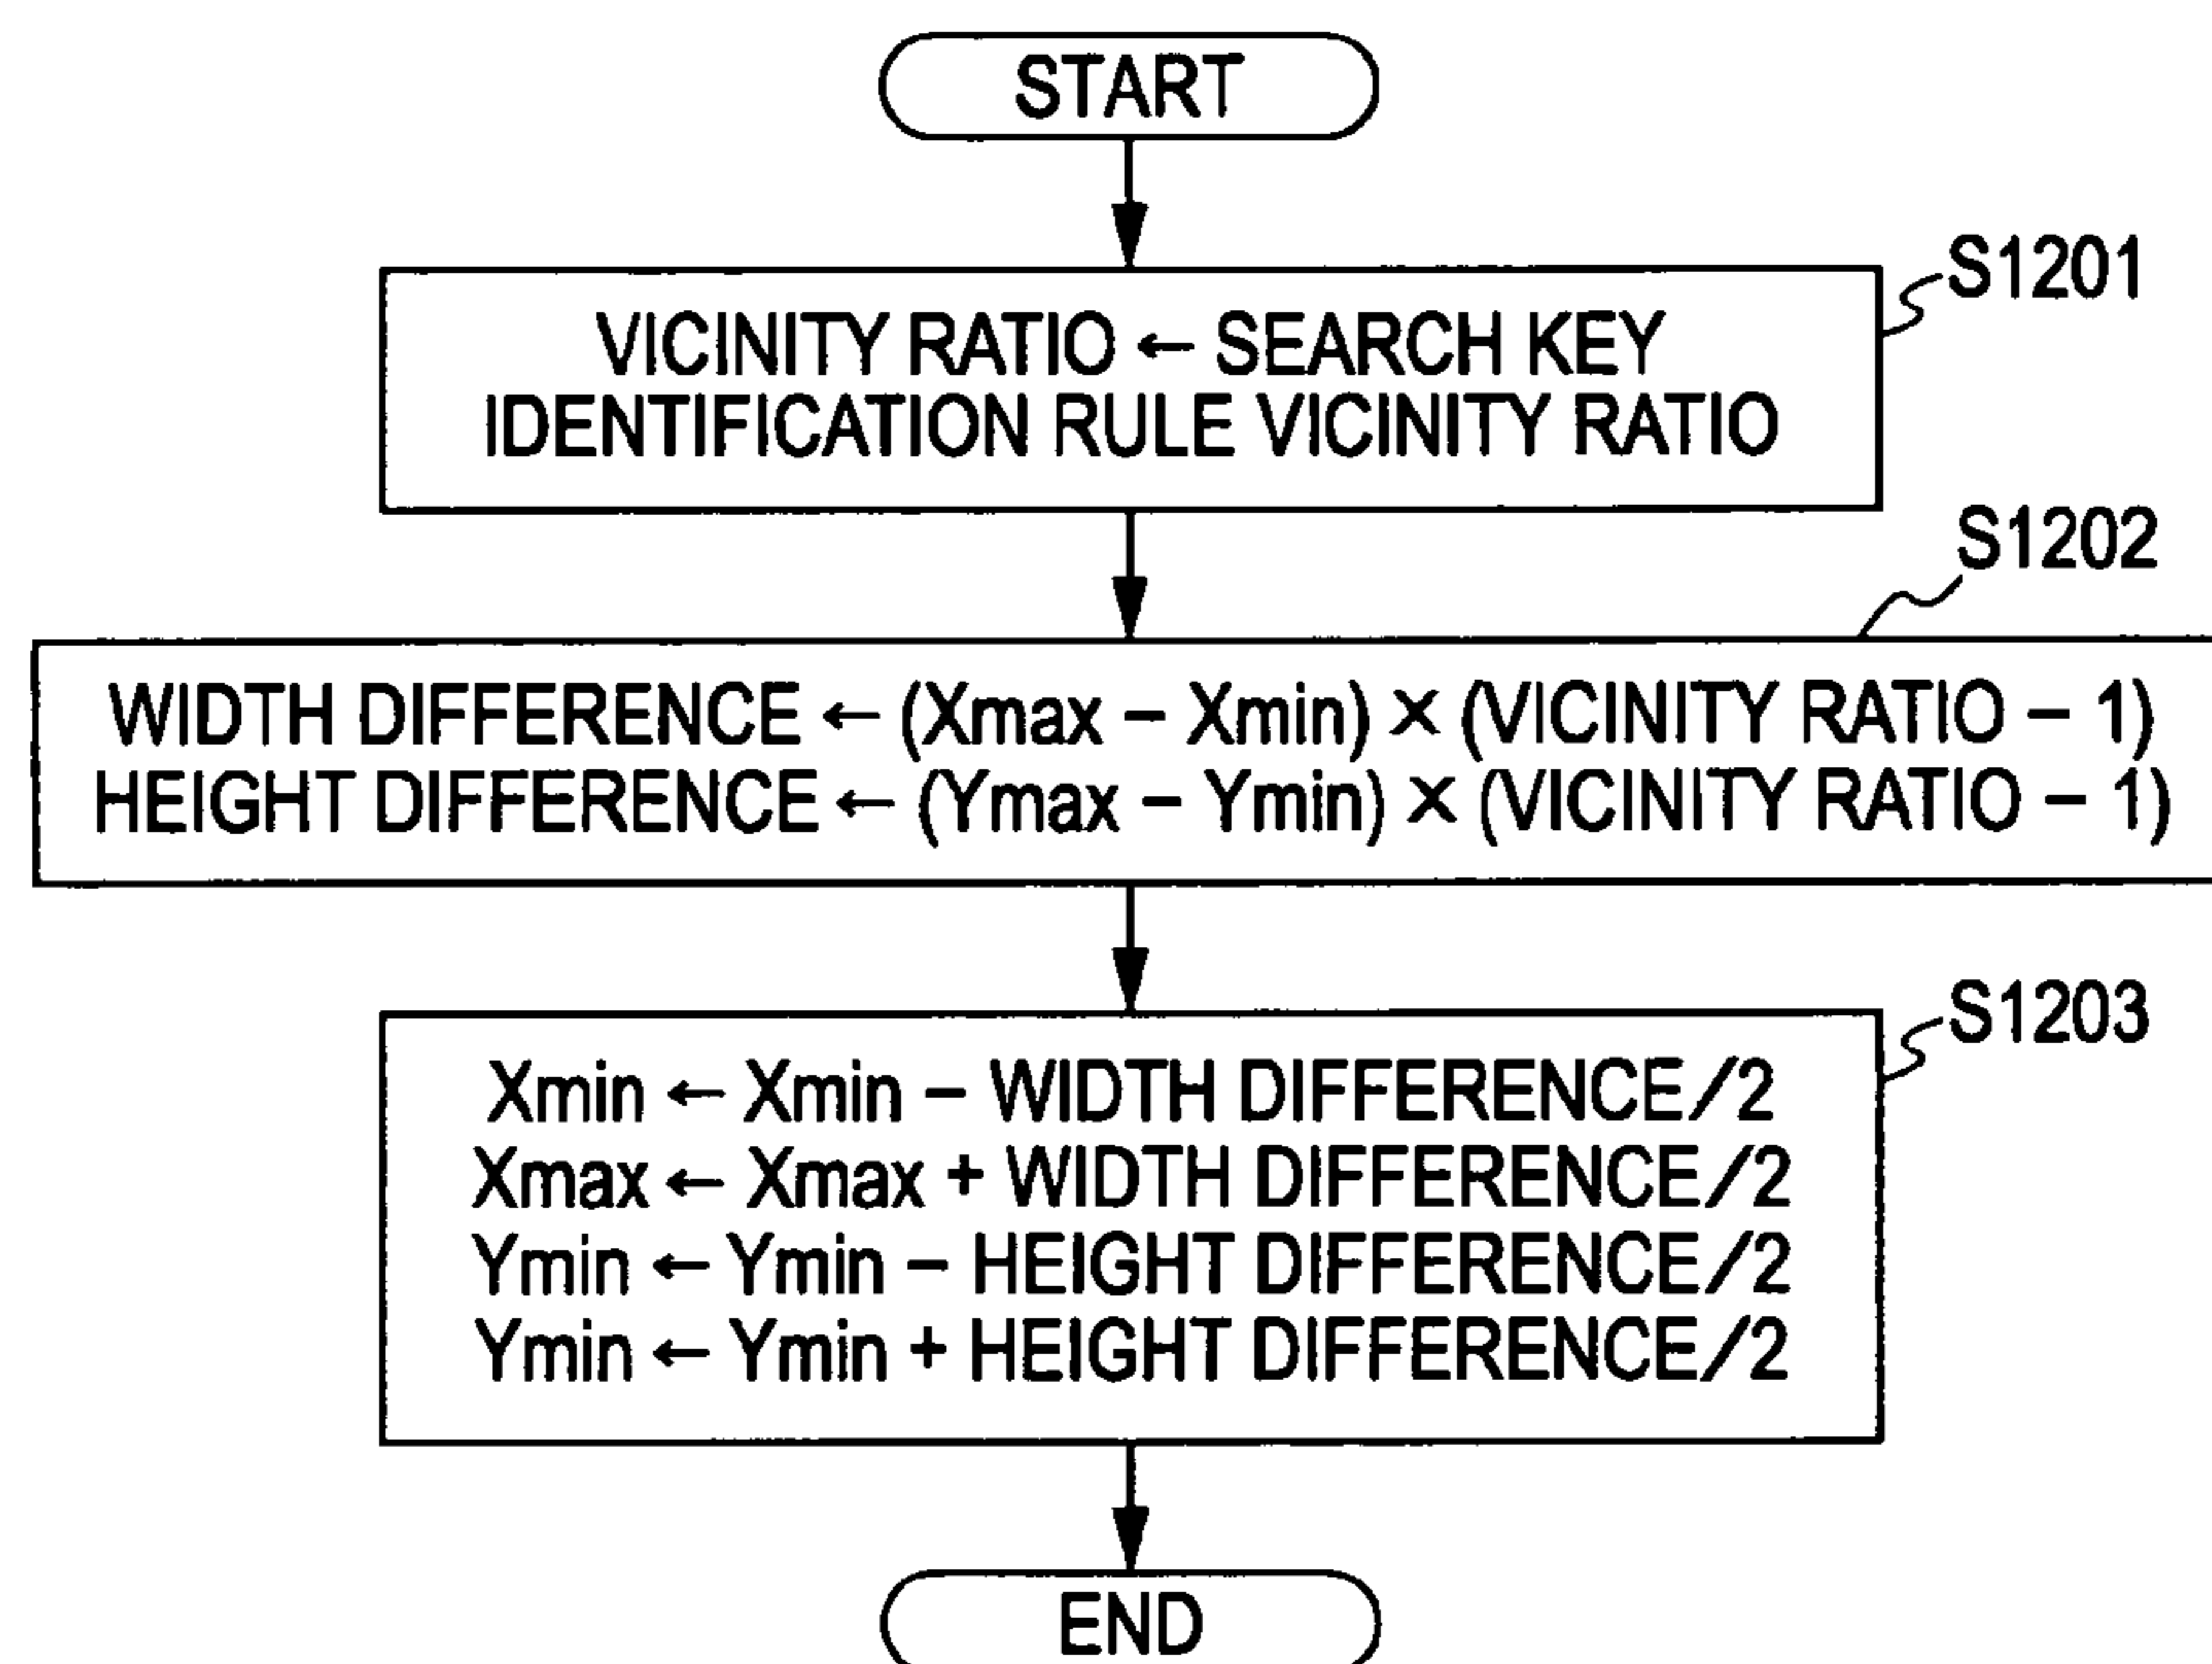 START
S1201
VICINITY RATIO ← SEARCH KEY
IDENTIFICATION RULE VICINITY RATIO
S1202
WIDTH DIFFERENCE ← (Xmax − Xmin) × (VICINITY RATIO − 1)
HEIGHT DIFFERENCE ← (Ymax − Ymin) × (VICINITY RATIO − 1)
S1203
Xmin ← Xmin − WIDTH DIFFERENCE/2
Xmax ← Xmax + WIDTH DIFFERENCE/2
Ymin ← Ymin − HEIGHT DIFFERENCE/2
Ymin ← Ymin + HEIGHT DIFFERENCE/2
END